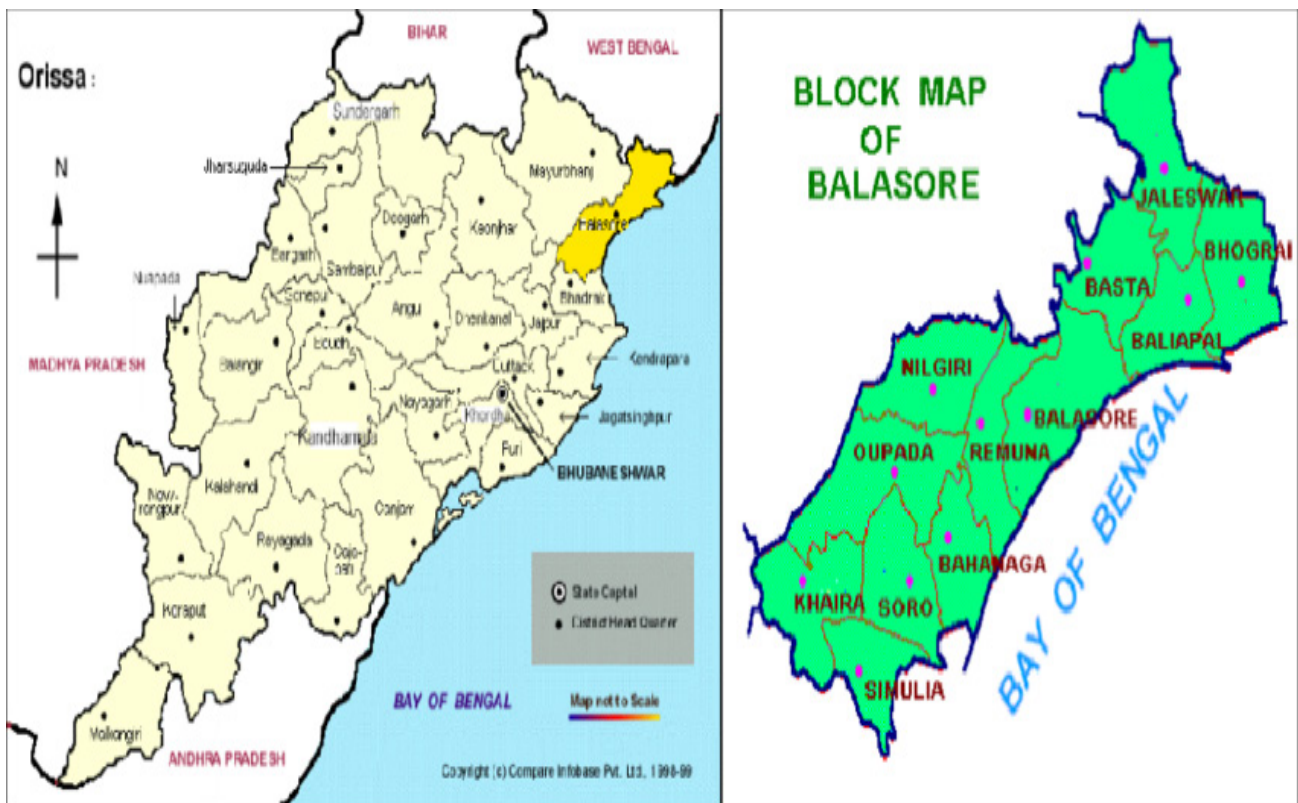 Orissa :
BIHAR
WEST BENGAL
N
Sundergarh
Jharsuguda
Mayurbhanj
Deogarh
Keonjhar
Balasore
Bargarh
Sambalpur
Nuapada
Sonepur
Angul
Dhenkanal
Bhadrak
Jajpur
MADHYA PRADESH
Balangir
Boudh
Cuttack
Kendrapara
Nayagarh
Khordha
Jagatsinghpur
Kandhamala
Puri
BHUBANESHWAR
Kalahandi
Ganjam
Rayagada
Koraput
State Capital
District Head Quarter
Malkangiri
BAY OF BENGAL
Map not to Scale
ANDHRA PRADESH
Copyright (c) Compare Infobase Pvt. Ltd., 1998-99
BLOCK MAP
OF
BALASORE
JALESWAR
BHOGRAI
BASTA
BALIAPAL
NILGIRI
BALASORE
OUPADA
REMUNA
BAHANAGA
KHAIRA
SORO
SIMULIA
BAY OF BENGAL